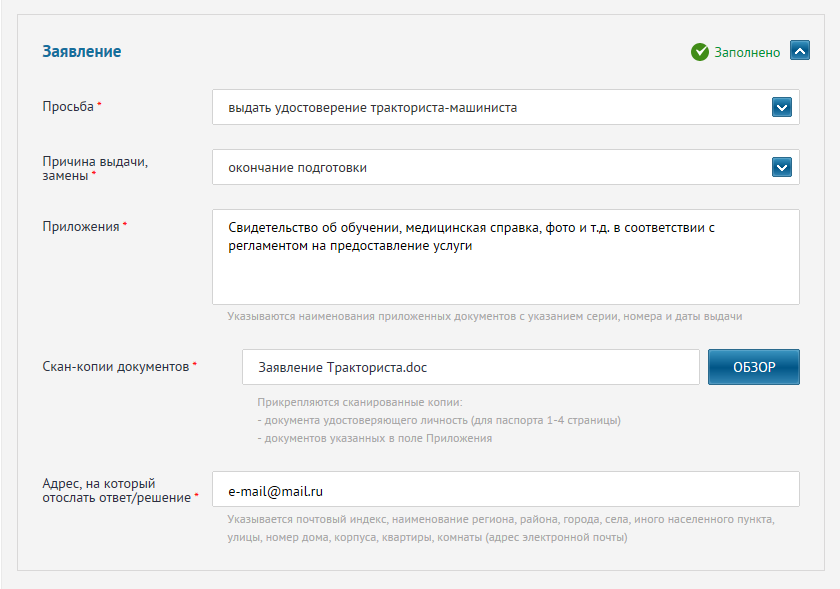 Заявление
Заполнено
Просьба *
выдать удостоверение тракториста-машиниста
Причина выдачи,
замены *
окончание подготовки
Приложения *
Свидетельство об обучении, медицинская справка, фото и т.д. в соответствии с
регламентом на предоставление услуги
Указываются наименования приложенных документов с указанием серии, номера и даты выдачи
Скан-копии документов *
Заявление Тракториста.doc
ОБЗОР
Прикрепляются сканированные копии:
- документа удостоверяющего личность (для паспорта 1-4 страницы)
- документов указанных в поле Приложения
Адрес, на который
отослать ответ/решение *
e-mail@mail.ru
Указывается почтовый индекс, наименование региона, района, города, села, иного населенного пункта,
улицы, номер дома, корпуса, квартиры, комнаты (адрес электронной почты)